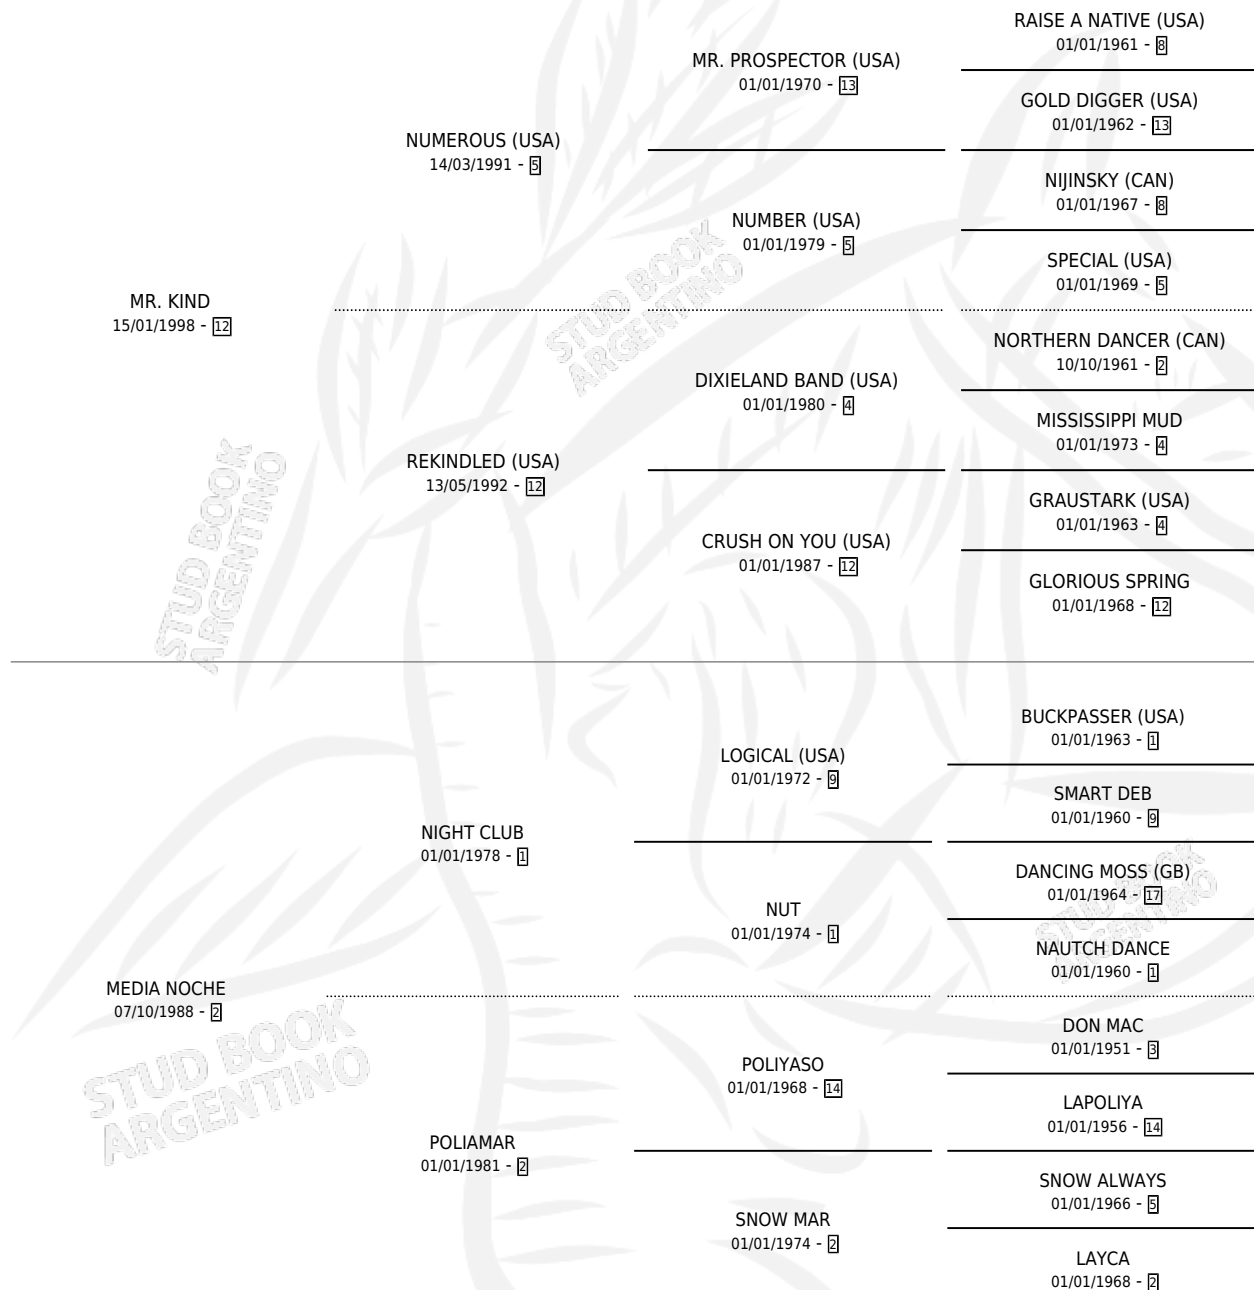 RAISE A NATIVE (USA)
01/01/1961 - 8
MR. PROSPECTOR (USA)
01/01/1970 - 13
GOLD DIGGER (USA)
01/01/1962 - 13
NUMEROUS (USA)
14/03/1991 - 5
NIJINSKY (CAN)
01/01/1967 - 8
NUMBER (USA)
01/01/1979 - 5
SPECIAL (USA)
01/01/1969 - 5
MR. KIND
15/01/1998 - 12
NORTHERN DANCER (CAN)
10/10/1961 - 2
DIXIELAND BAND (USA)
01/01/1980 - 4
MISSISSIPPI MUD
01/01/1973 - 4
REKINDLED (USA)
13/05/1992 - 12
GRAUSTARK (USA)
01/01/1963 - 4
CRUSH ON YOU (USA)
01/01/1987 - 12
GLORIOUS SPRING
01/01/1968 - 12
BUCKPASSER (USA)
01/01/1963 - 1
LOGICAL (USA)
01/01/1972 - 9
SMART DEB
01/01/1960 - 9
NIGHT CLUB
01/01/1978 - 1
DANCING MOSS (GB)
01/01/1964 - 17
NUT
01/01/1974 - 1
NAUTCH DANCE
01/01/1960 - 1
MEDIA NOCHE
07/10/1988 - 2
DON MAC
01/01/1951 - 3
POLIYASO
01/01/1968 - 14
LAPOLIYA
01/01/1956 - 14
POLIAMAR
01/01/1981 - 2
SNOW ALWAYS
01/01/1966 - 5
SNOW MAR
01/01/1974 - 2
LAYCA
01/01/1968 - 2
STUD BOOK
ARGENTINO
STUD BOOK
ARGENTINO
STUD BOOK
ARGENTINO
STUD BOOK
ARGENTINO